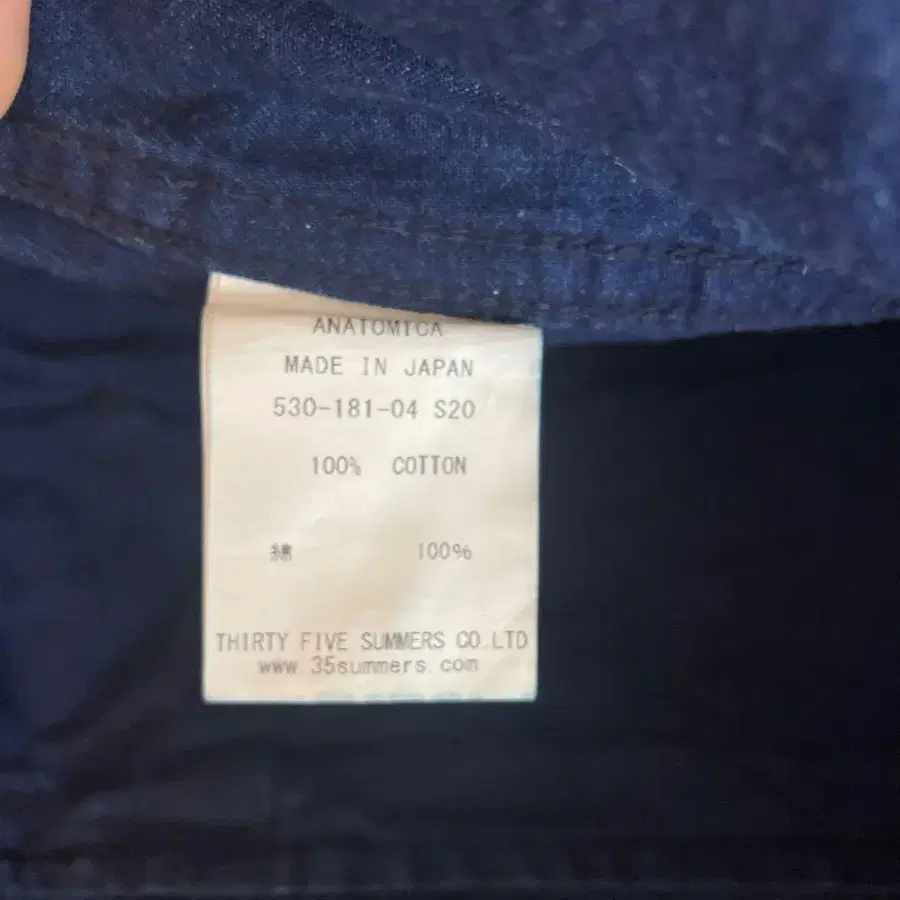 ANATOMICA
MADE IN JAPAN
530-181-04 S20
100% COTTON
綿 100%
THIRTY FIVE SUMMERS CO.LTD
www.35summers.com